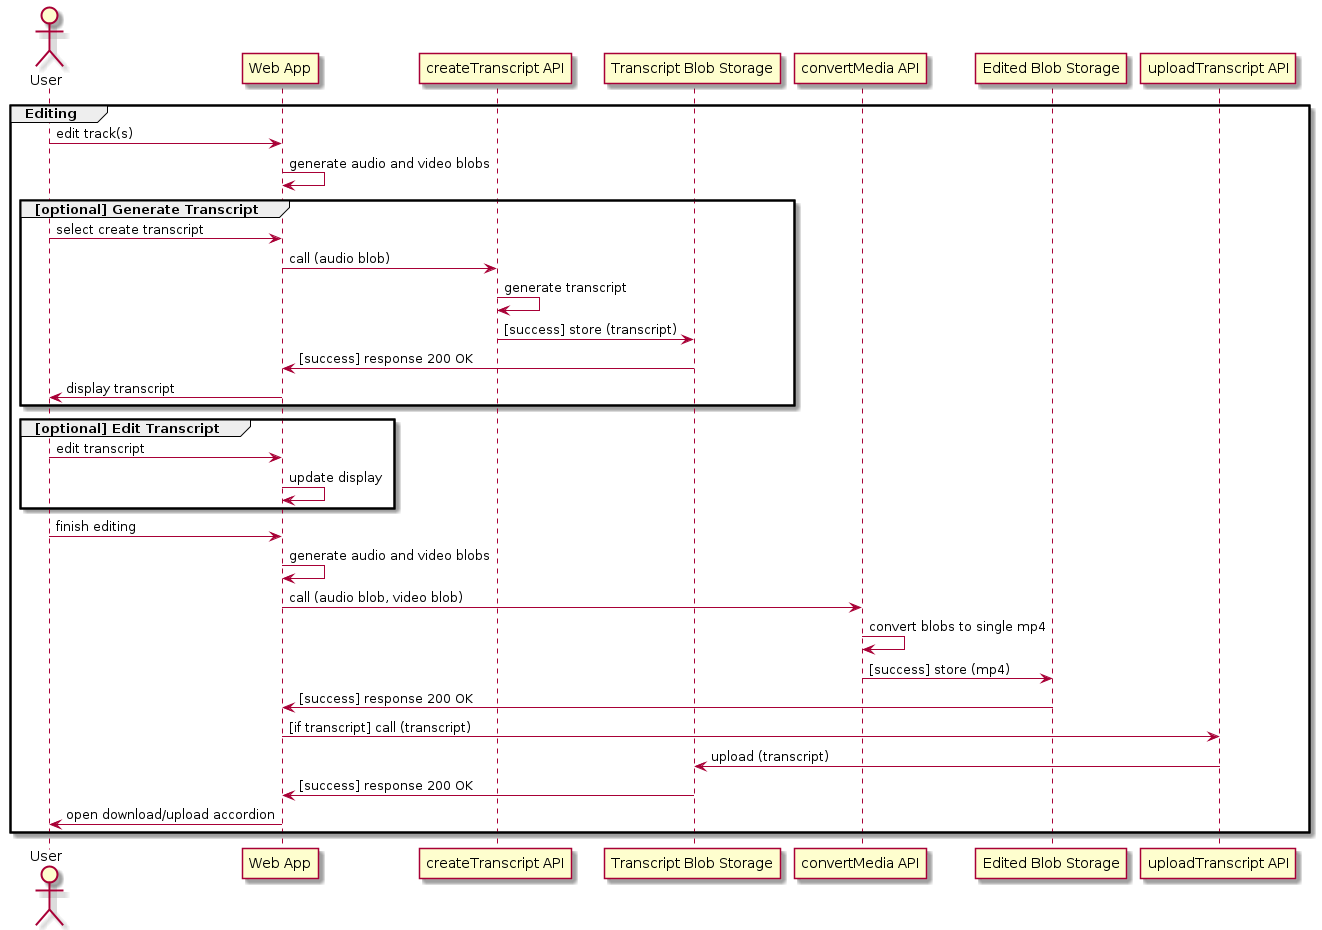 User
Web App
createTranscript API
Transcript Blob Storage
convertMedia API
Edited Blob Storage
uploadTranscript API
Editing
edit track(s)
generate audio and video blobs
[optional] Generate Transcript
select create transcript
call (audio blob)
generate transcript
[success] store (transcript)
[success] response 200 OK
display transcript
[optional] Edit Transcript
edit transcript
update display
finish editing
generate audio and video blobs
call (audio blob, video blob)
convert blobs to single mp4
[success] store (mp4)
[success] response 200 OK
[if transcript] call (transcript)
upload (transcript)
[success] response 200 OK
open download/upload accordion
User
Web App
createTranscript API
Transcript Blob Storage
convertMedia API
Edited Blob Storage
uploadTranscript API